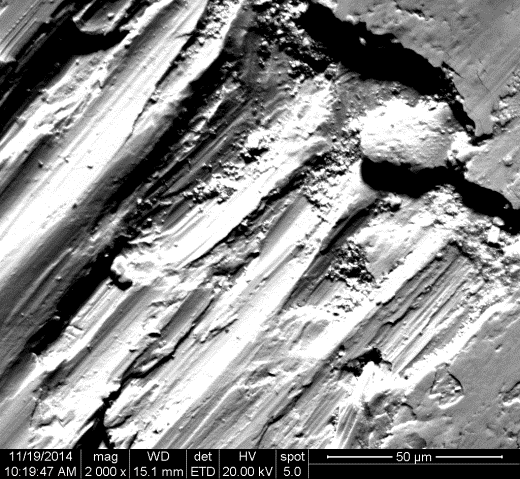 11/19/2014 mag WD det HV spot
10:19:47 AM 2 000 x 15.1 mm ETD 20.00 kV 5.0 50 µm